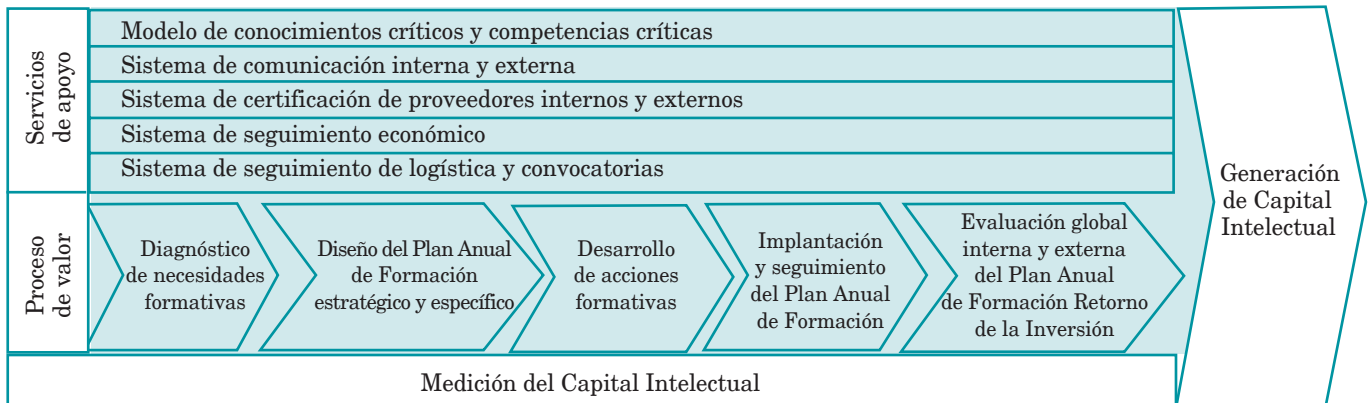 Servicios
de apoyo
Modelo de conocimientos críticos y competencias críticas
Sistema de comunicación interna y externa
Sistema de certificación de proveedores internos y externos
Sistema de seguimiento económico
Sistema de seguimiento de logística y convocatorias
Proceso
de valor
Diagnóstico
de necesidades
formativas
Diseño del Plan Anual
de Formación
estratégico y específico
Desarrollo
de acciones
formativas
Implantación
y seguimiento
del Plan Anual
de Formación
Evaluación global
interna y externa
del Plan Anual
de Formación Retorno
de la Inversión
Generación
de Capital
Intelectual
Medición del Capital Intelectual